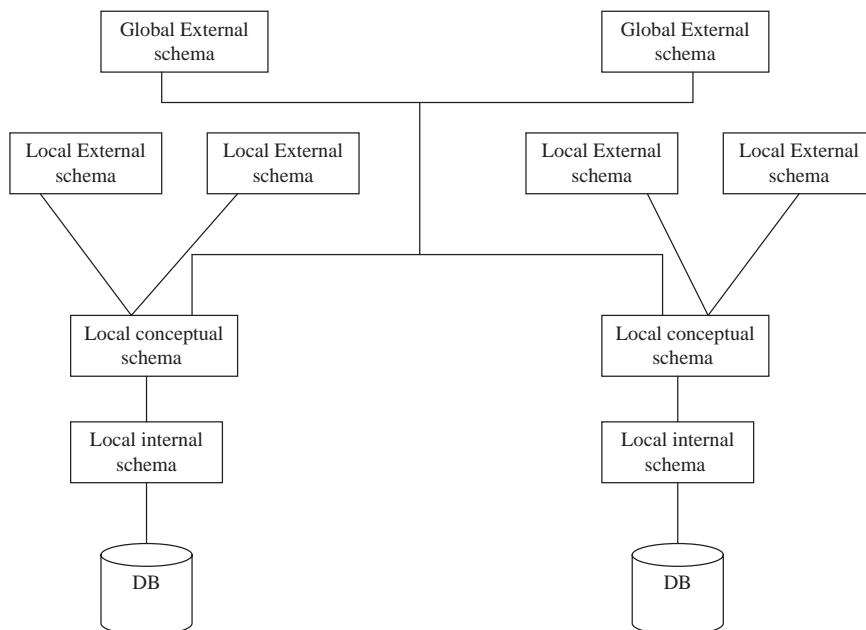 Global External
schema
Global External
schema
Local External
schema
Local External
schema
Local External
schema
Local External
schema
Local conceptual
schema
Local conceptual
schema
Local internal
schema
Local internal
schema
DB
DB